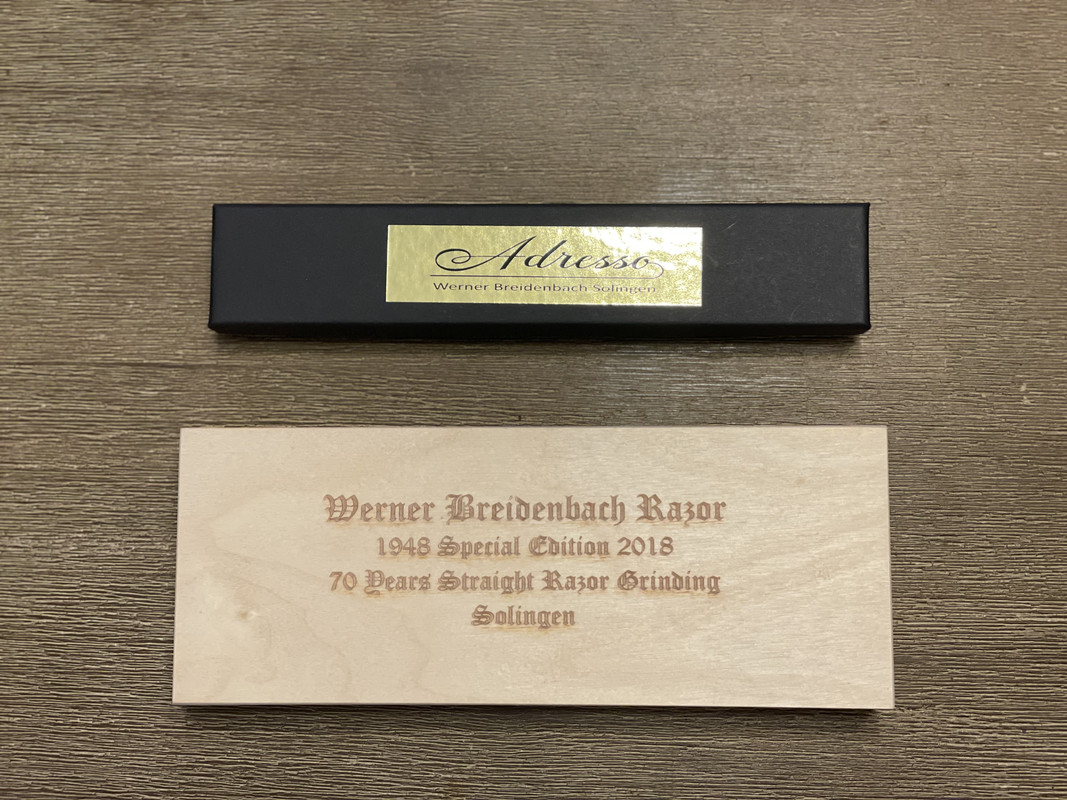 Adresso
Werner Breidenbach Solingen
Werner Breidenbach Razor
1948 Special Edition 2018
70 Years Straight Razor Grinding
Solingen